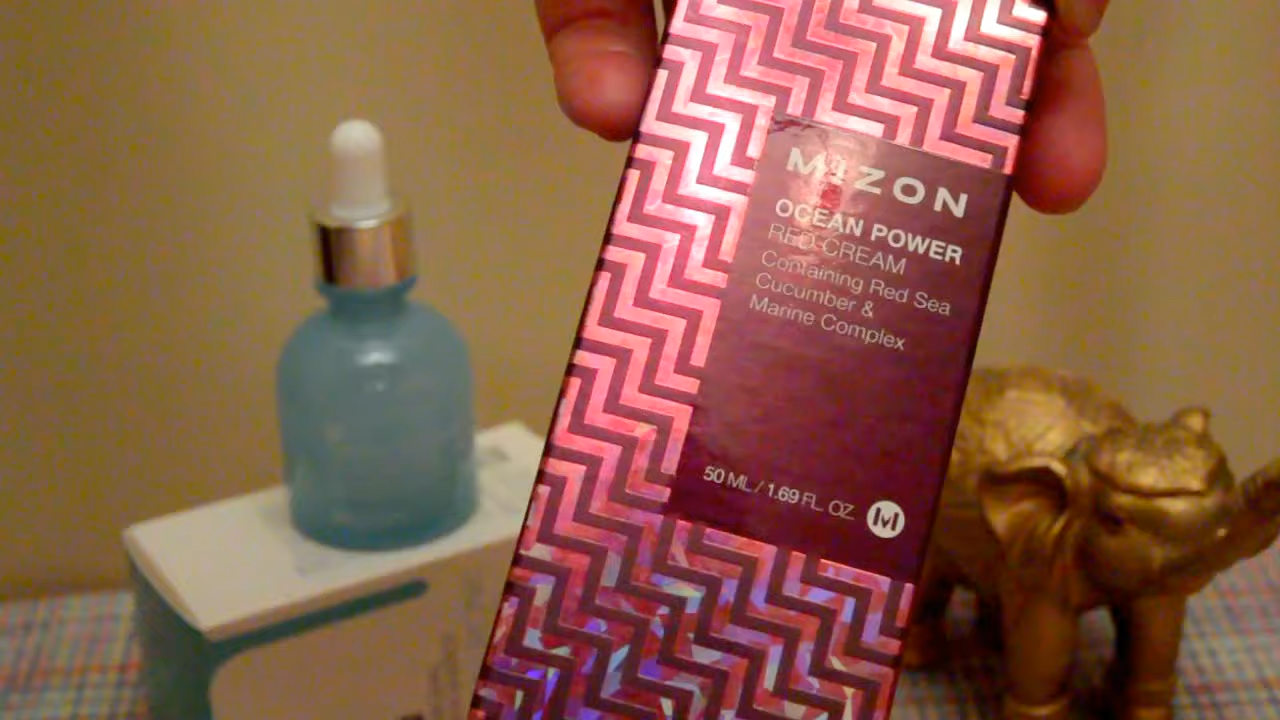 MIZON
OCEAN POWER
RED CREAM
Containing Red Sea
Cucumber &
Marine Complex
50 ML / 1.69 FL. OZ.
M